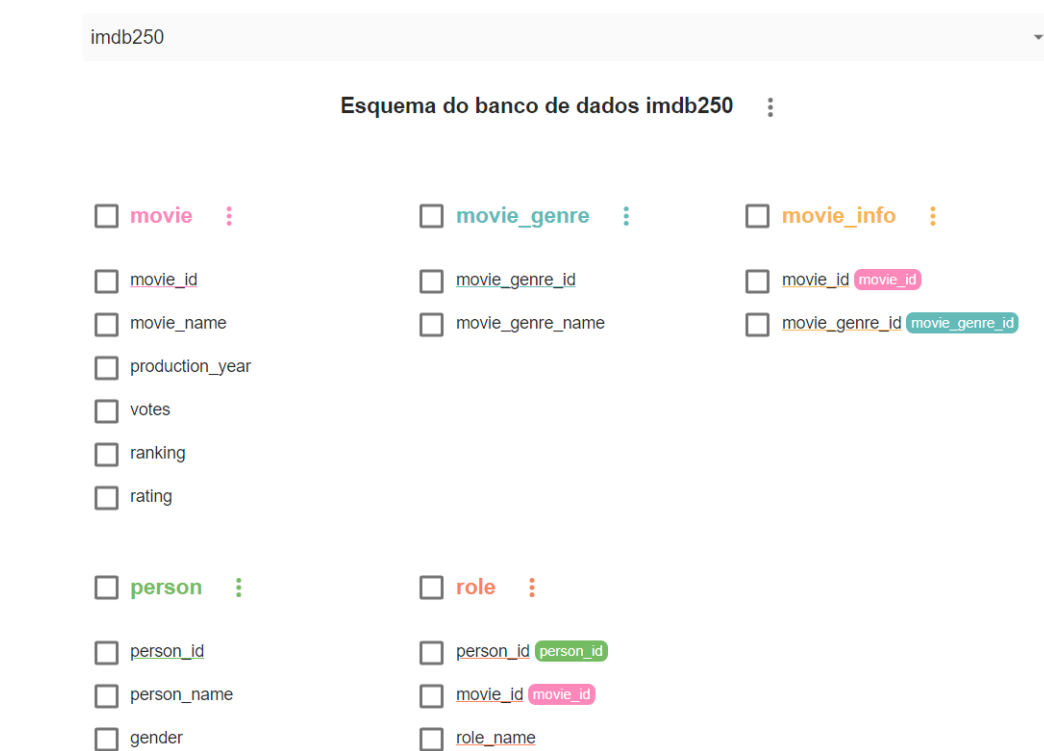 imdb250
Esquema do banco de dados imdb250
movie
movie_id
movie_name
production_year
votes
ranking
rating
movie_genre
movie_genre_id
movie_genre_name
movie_info
movie_id movie_id
movie_genre_id movie_genre_id
person
person_id
person_name
gender
role
person_id person_id
movie_id movie_id
role_name